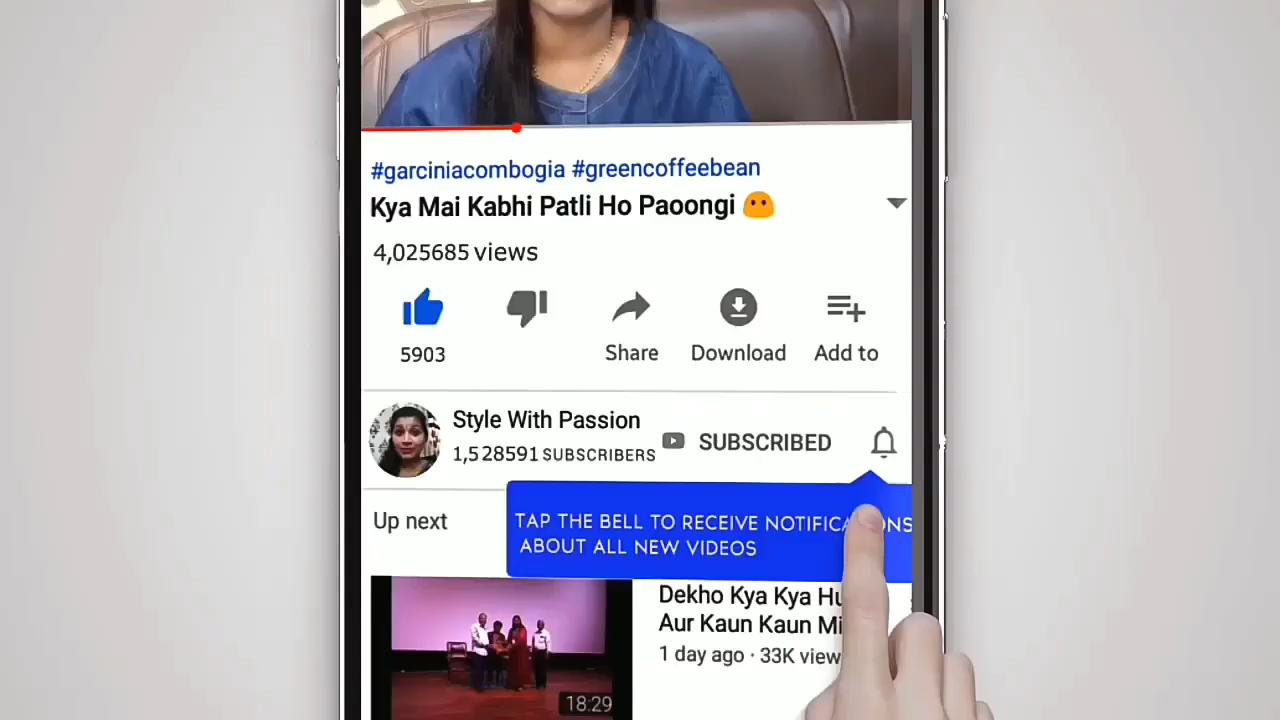 #garciniacombogia #greencoffeebean
Kya Mai Kabhi Patli Ho Paoongi
4,025685 views
5903
Share
Download
Add to
Style With Passion
1,528591 SUBSCRIBERS
SUBSCRIBED
Up next
TAP THE BELL TO RECEIVE
ABOUT ALL NEW VIDEOS
Dekho Kya Kya
Aur Kaun Kaun
1 day ago · 33K
18:29